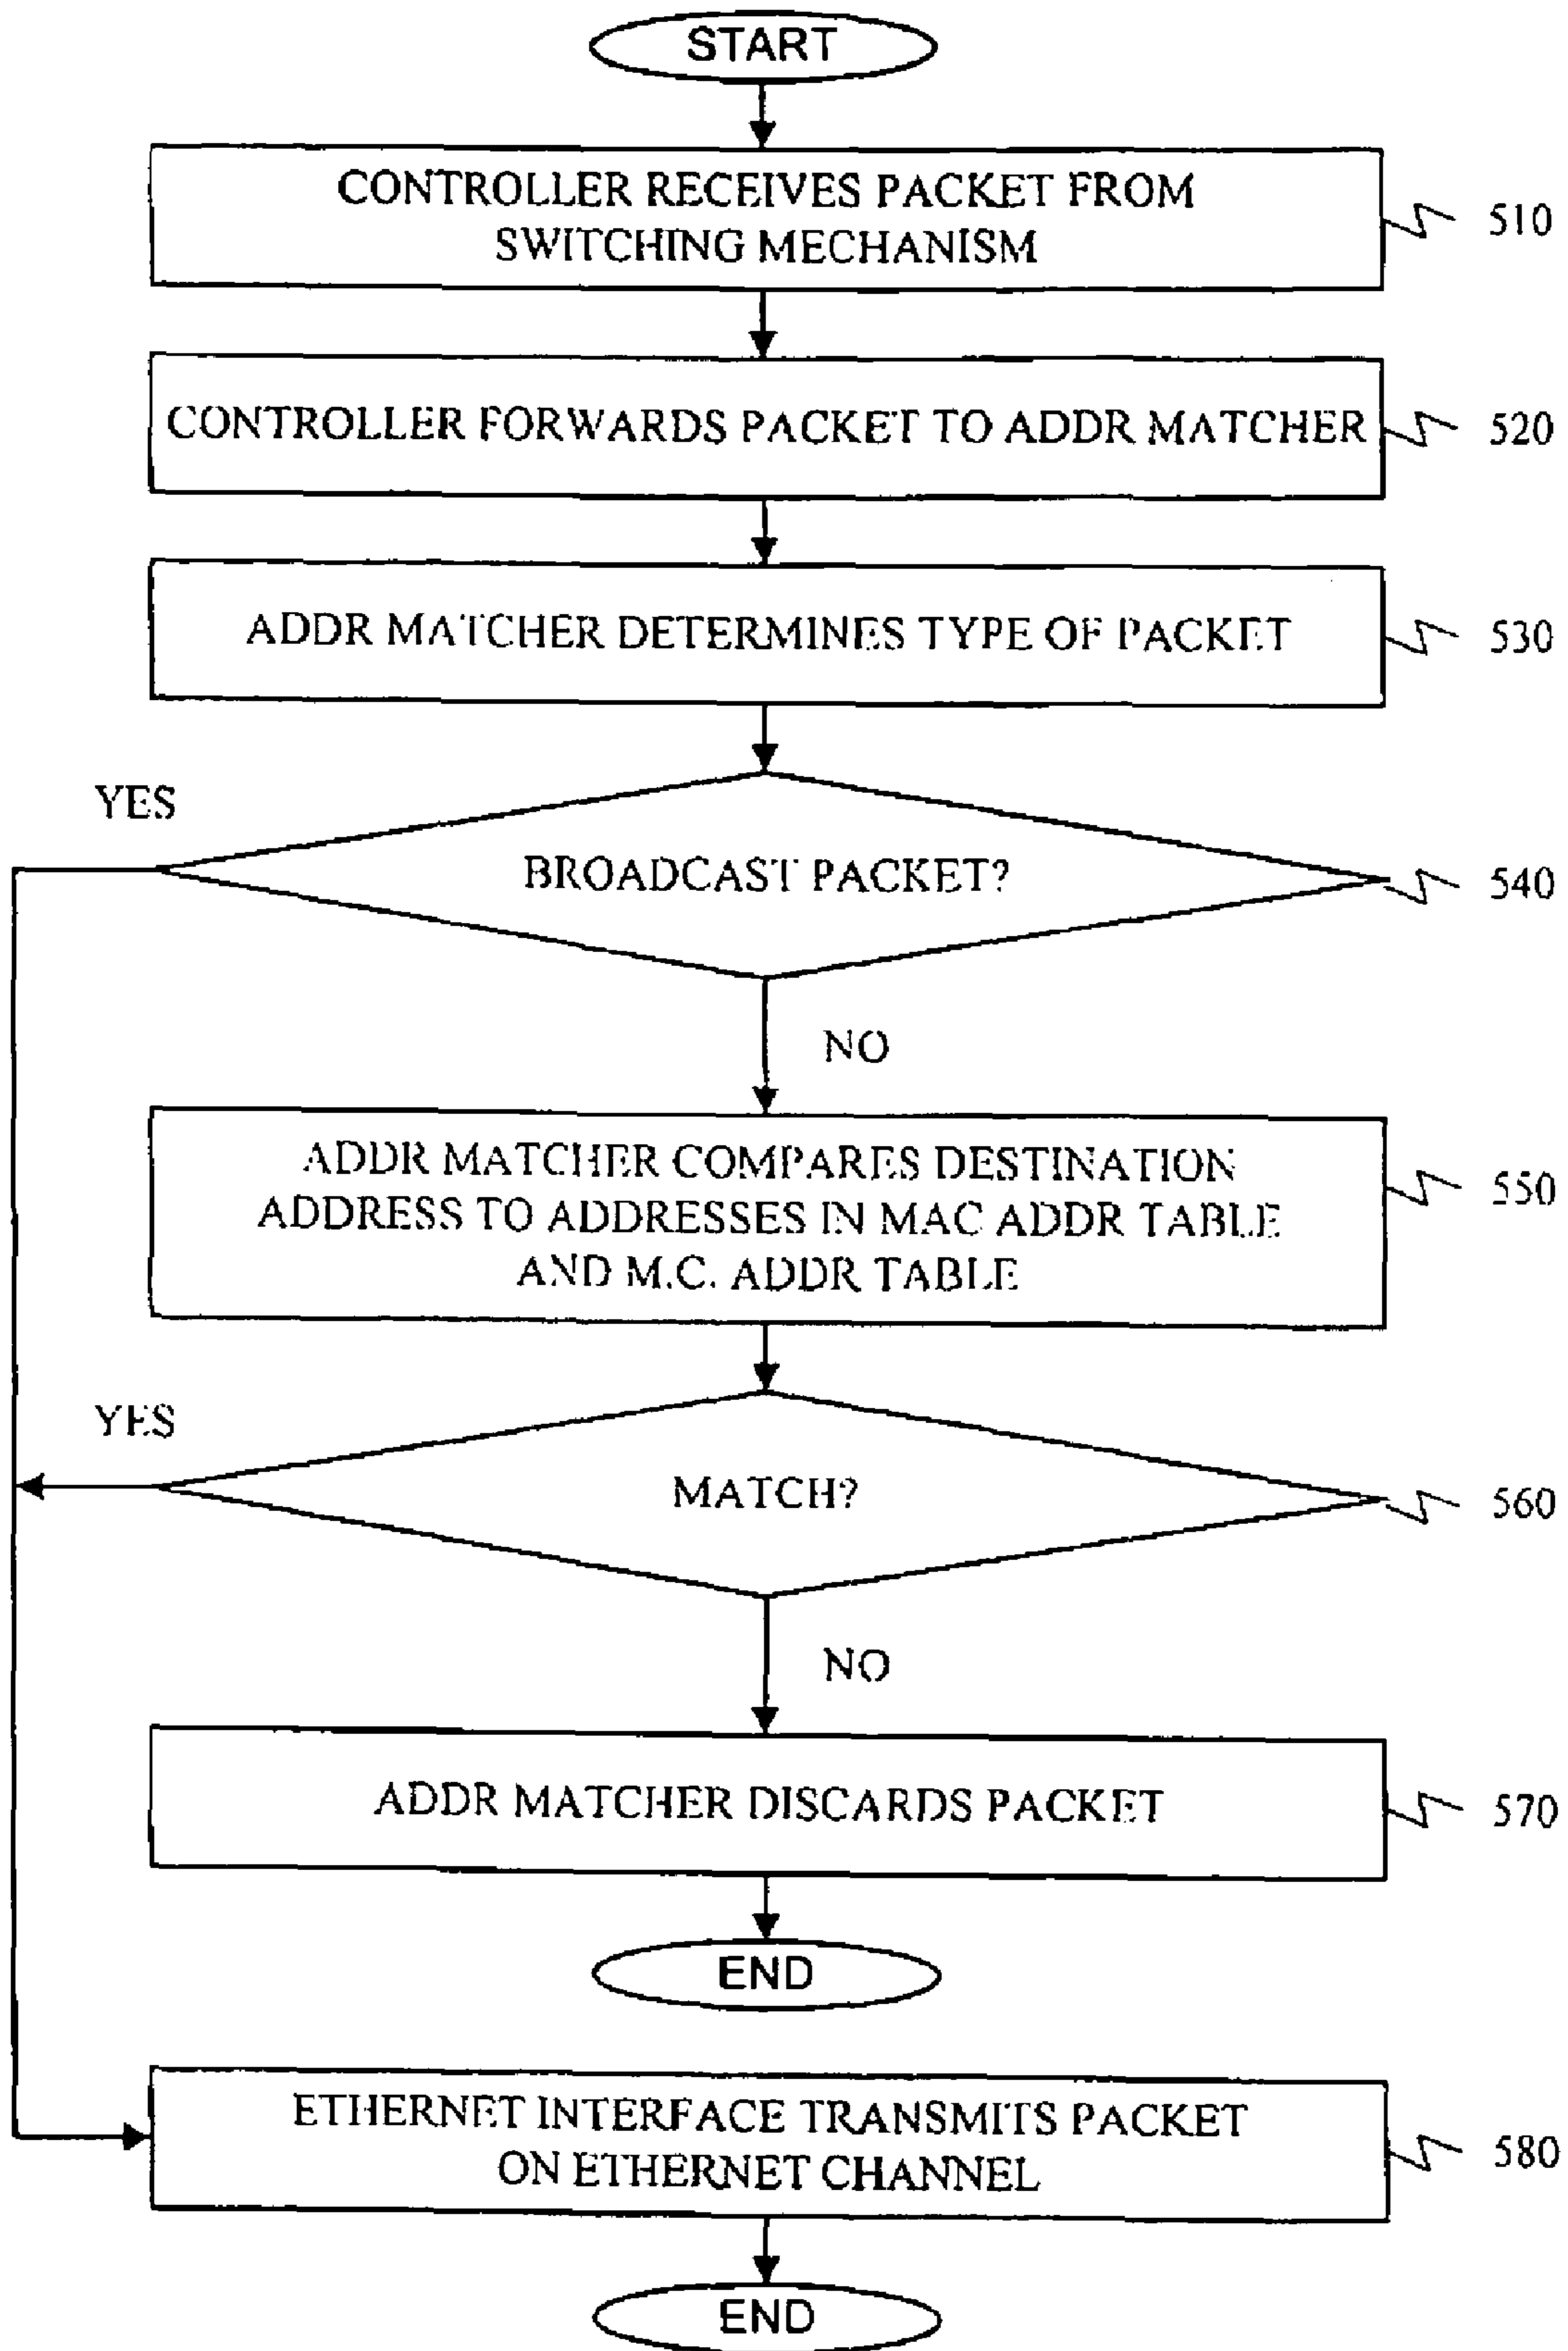 START
CONTROLLER RECEIVES PACKET FROM
SWITCHING MECHANISM
510
CONTROLLER FORWARDS PACKET TO ADDR MATCHER
520
ADDR MATCHER DETERMINES TYPE OF PACKET
530
YES
BROADCAST PACKET?
540
NO
ADDR MATCHER COMPARES DESTINATION
ADDRESS TO ADDRESSES IN MAC ADDR TABLE
AND M.C. ADDR TABLE
550
YES
MATCH?
560
NO
ADDR MATCHER DISCARDS PACKET
570
END
ETHERNET INTERFACE TRANSMITS PACKET
ON ETHERNET CHANNEL
580
END